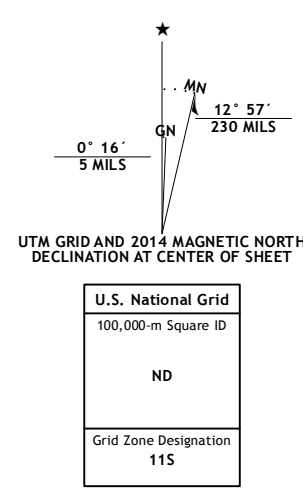 ★
MN
GN
12° 57´
230 MILS
0° 16´
5 MILS
UTM GRID AND 2014 MAGNETIC NORTH
DECLINATION AT CENTER OF SHEET
U.S. National Grid
100,000-m Square ID
ND
Grid Zone Designation
11S